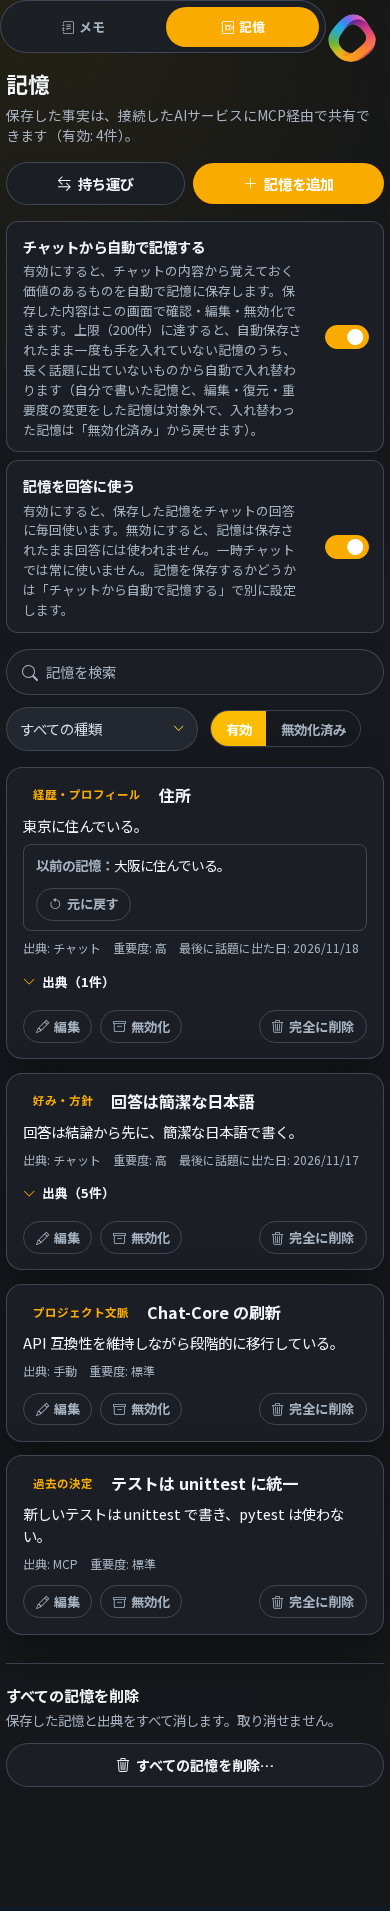 メモ
記憶
記憶
保存した事実は、接続したAIサービスにMCP経由で共有で
きます（有効: 4件）。
持ち運び
記憶を追加
チャットから自動で記憶する
有効にすると、チャットの内容から覚えておく
価値のあるものを自動で記憶に保存します。保
存した内容はこの画面で確認・編集・無効化で
きます。上限（200件）に達すると、自動保存さ
れたまま一度も手を入れていない記憶のうち、
長く話題に出ていないものから自動で入れ替わ
ります（自分で書いた記憶と、編集・復元・重
要度の変更をした記憶は対象外で、入れ替わっ
た記憶は「無効化済み」から戻せます）。
記憶を回答に使う
有効にすると、保存した記憶をチャットの回答
に毎回使います。無効にすると、記憶は保存さ
れたまま回答には使われません。一時チャット
では常に使いません。記憶を保存するかどうか
は「チャットから自動で記憶する」で別に設定
します。
記憶を検索
すべての種類
有効
無効化済み
経歴・プロフィール 住所
東京に住んでいる。
以前の記憶：大阪に住んでいる。
元に戻す
出典: チャット 重要度: 高 最後に話題に出た日: 2026/11/18
出典（1件）
編集
無効化
完全に削除
好み・方針 回答は簡潔な日本語
回答は結論から先に、簡潔な日本語で書く。
出典: チャット 重要度: 高 最後に話題に出た日: 2026/11/17
出典（5件）
編集
無効化
完全に削除
プロジェクト文脈 Chat-Core の刷新
API 互換性を維持しながら段階的に移行している。
出典: 手動 重要度: 標準
編集
無効化
完全に削除
過去の決定 テストは unittest に統一
新しいテストは unittest で書き、pytest は使わな
い。
出典: MCP 重要度: 標準
編集
無効化
完全に削除
すべての記憶を削除
保存した記憶と出典をすべて消します。取り消せません。
すべての記憶を削除…